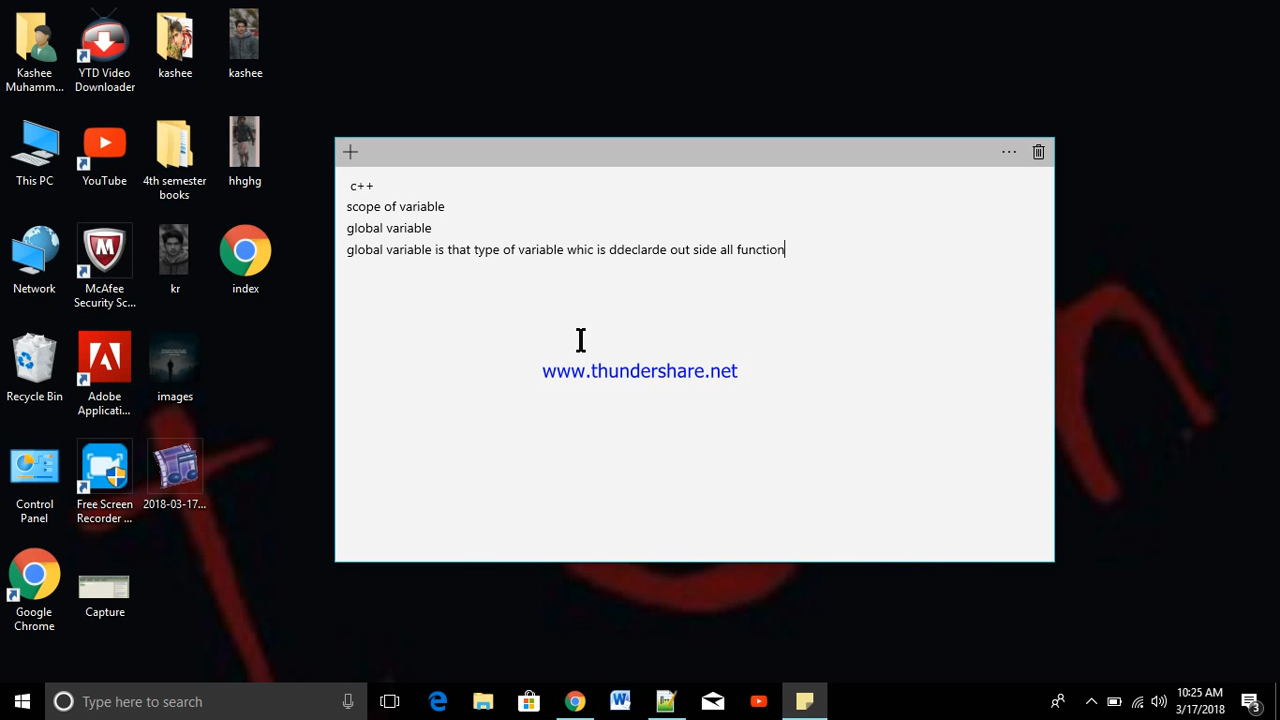 Kashee
Muhamm...
YTD Video
Downloader
kashee
kashee
This PC
YouTube
4th semester
books
hhghg
Network
McAfee
Security Sc...
kr
index
Recycle Bin
Adobe
Applicati...
images
Control
Panel
Free Screen
Recorder ...
2018-03-17...
Google
Chrome
Capture
c++
scope of variable
global variable
global variable is that type of variable whic is ddeclarde out side all function
www.thundershare.net
Type here to search
10:25 AM
3/17/2018
3